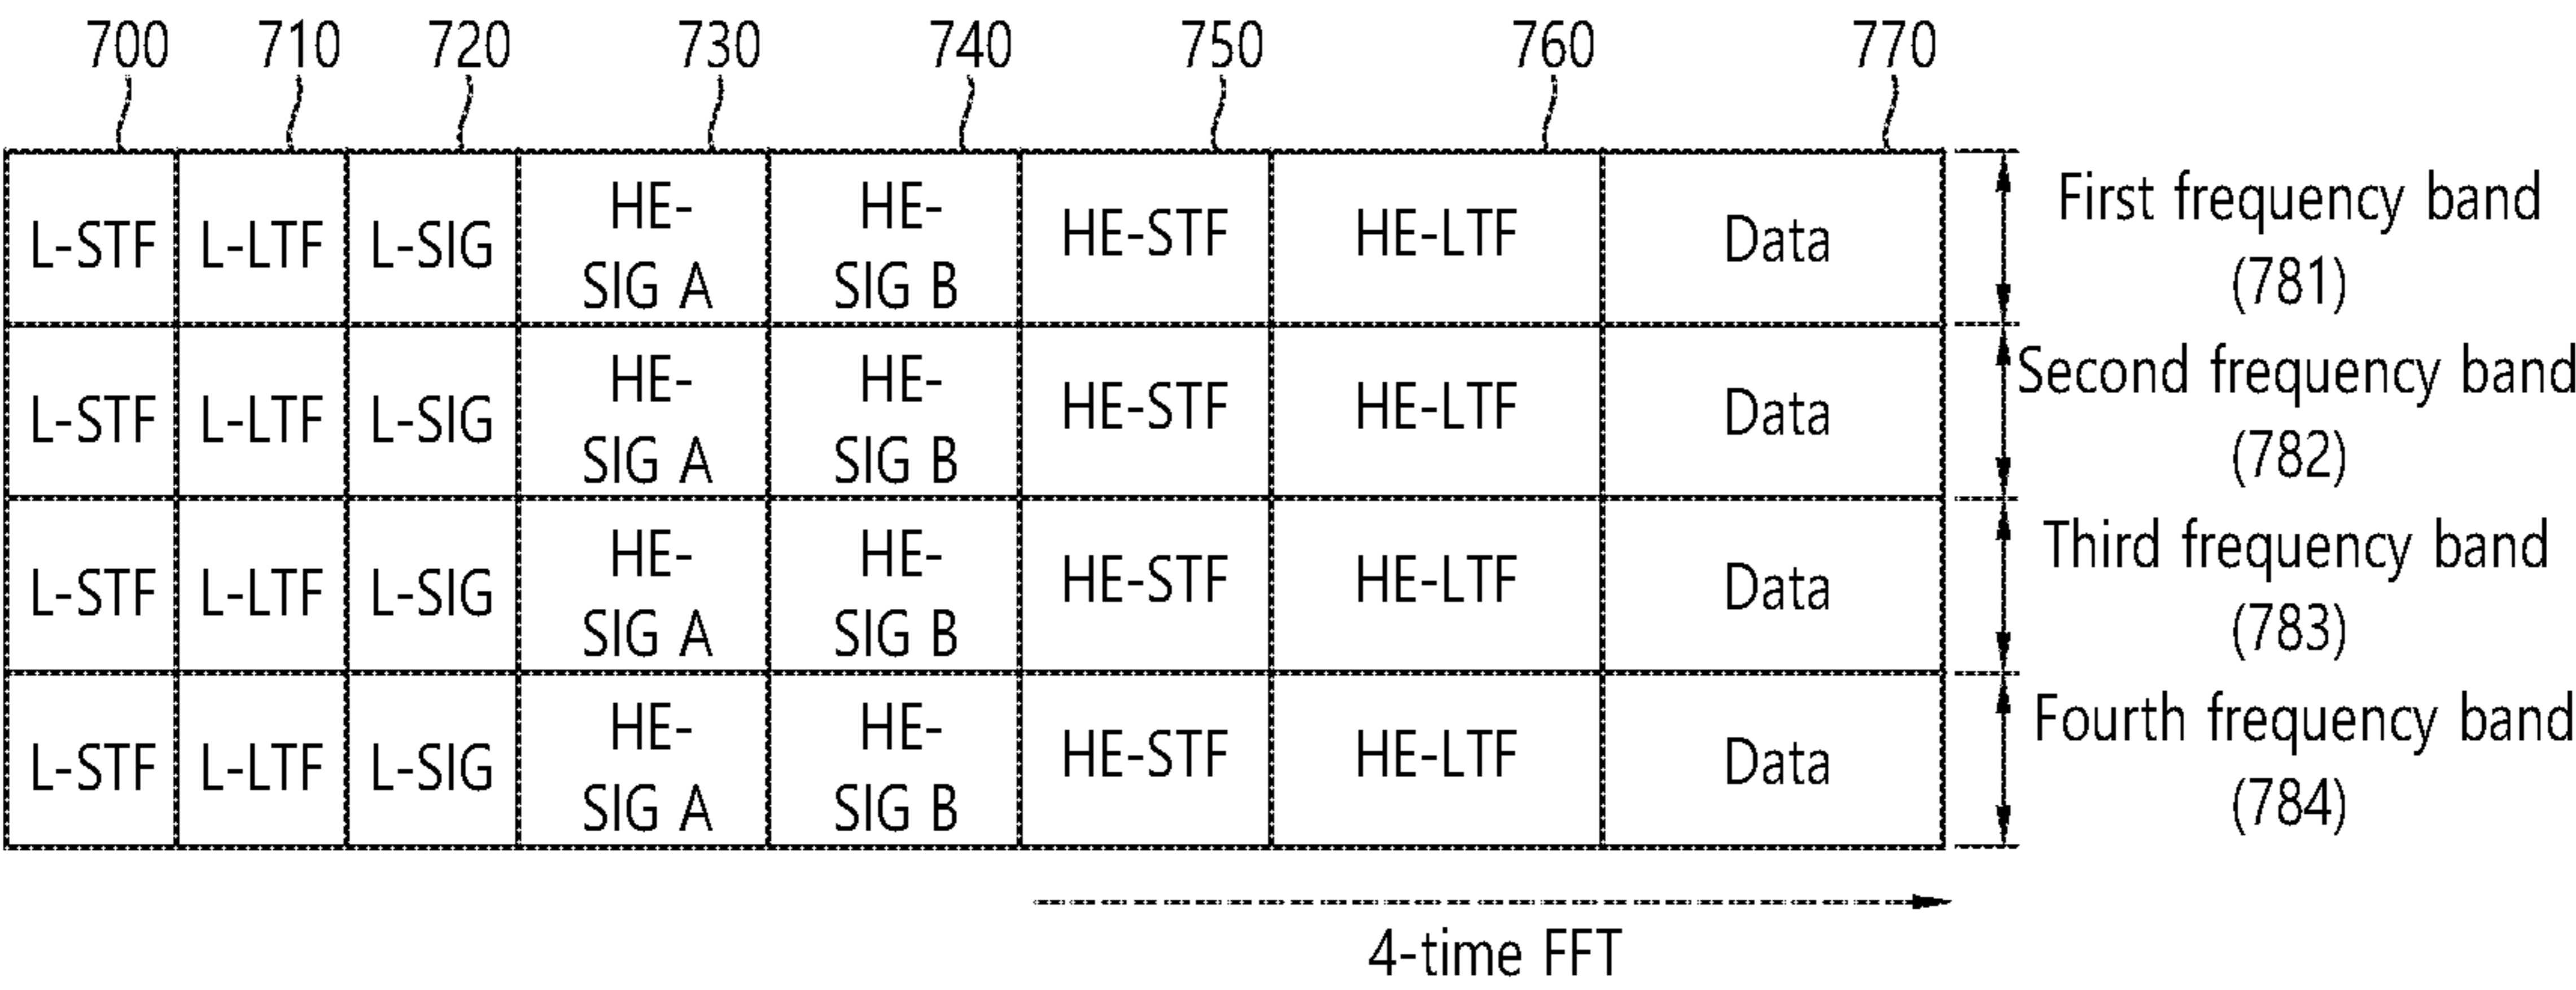 700 710 720 730 740 750 760 770
L-STF L-LTF L-SIG HE-SIG A HE-SIG B HE-STF HE-LTF Data First frequency band (781)
L-STF L-LTF L-SIG HE-SIG A HE-SIG B HE-STF HE-LTF Data Second frequency band (782)
L-STF L-LTF L-SIG HE-SIG A HE-SIG B HE-STF HE-LTF Data Third frequency band (783)
L-STF L-LTF L-SIG HE-SIG A HE-SIG B HE-STF HE-LTF Data Fourth frequency band (784)
4-time FFT